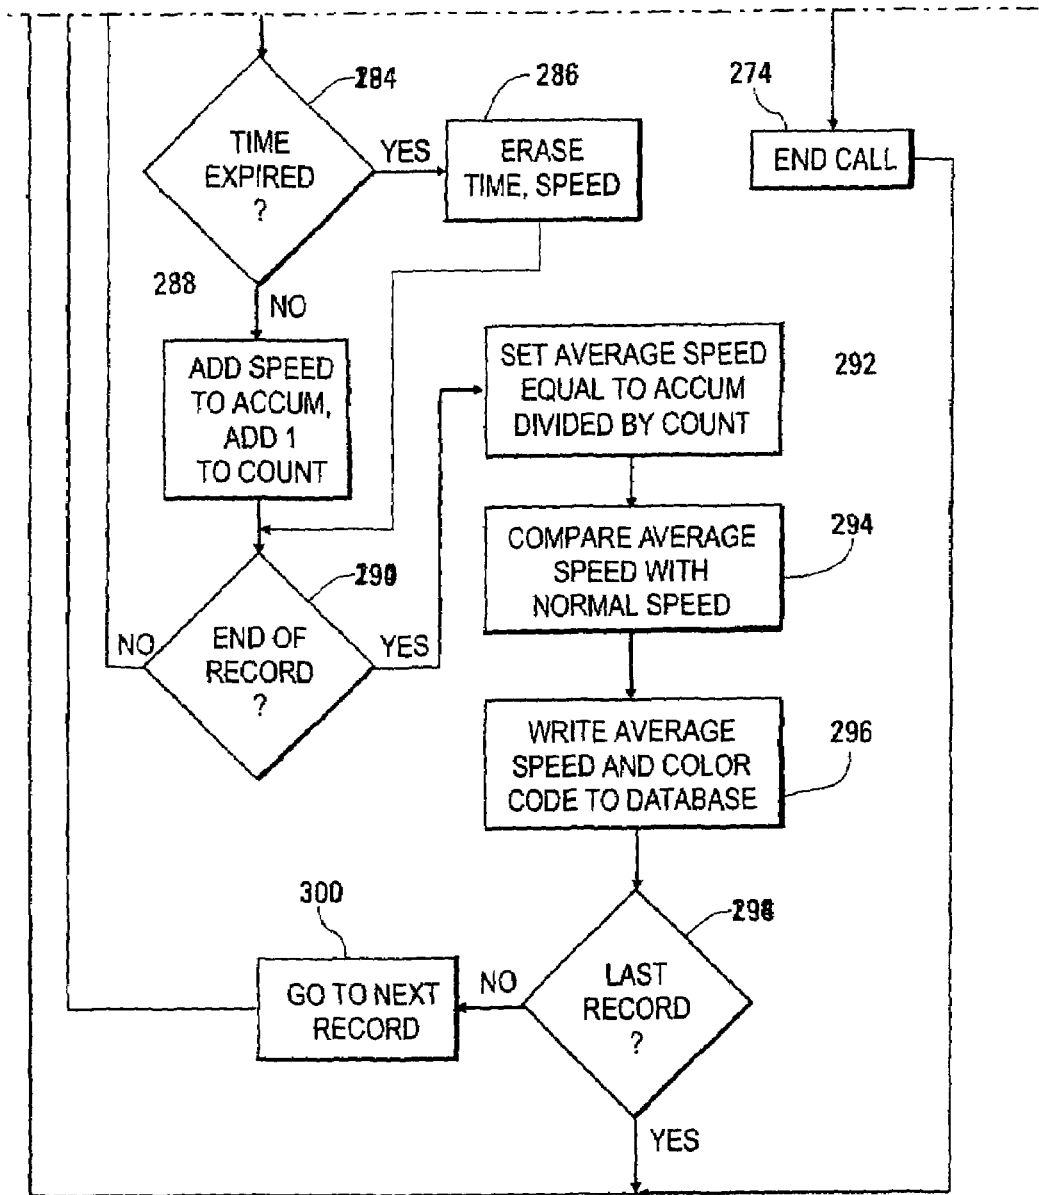 286
274
TIME
EXPIRED
?
YES
ERASE
TIME, SPEED
END CALL
288
NO
ADD SPEED
TO ACCUM,
ADD 1
TO COUNT
SET AVERAGE SPEED
EQUAL TO ACCUM
DIVIDED BY COUNT
292
COMPARE AVERAGE
SPEED WITH
NORMAL SPEED
294
NO
END OF
RECORD
?
YES
WRITE AVERAGE
SPEED AND COLOR
CODE TO DATABASE
296
300
GO TO NEXT
RECORD
NO
LAST
RECORD
?
YES